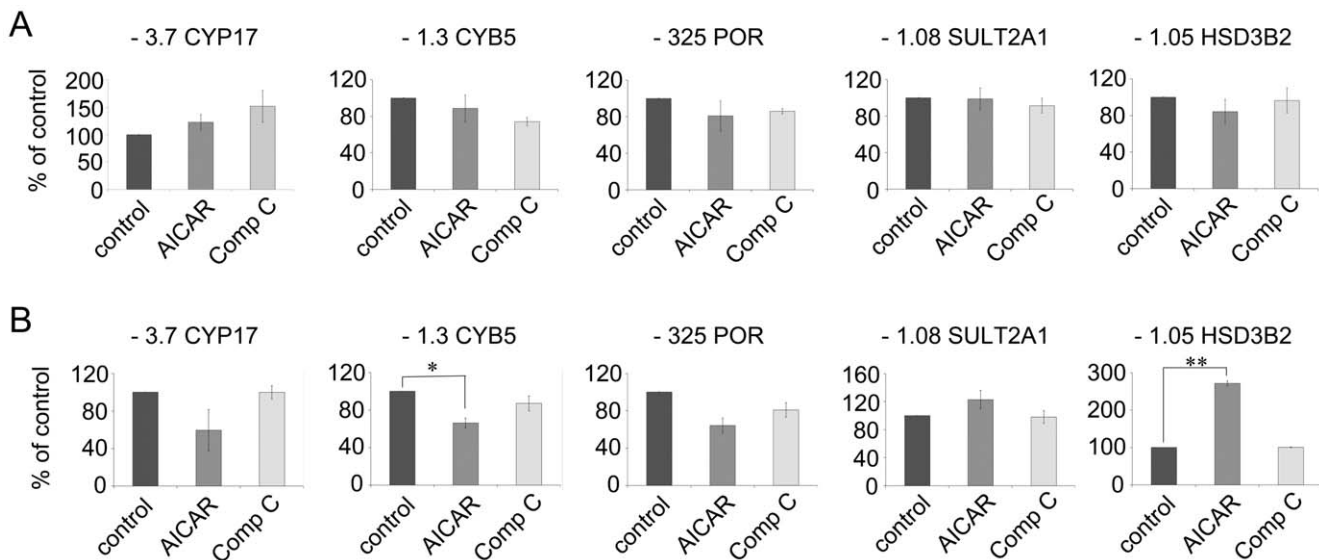 A
- 3.7 CYP17
- 1.3 CYB5
- 325 POR
- 1.08 SULT2A1
- 1.05 HSD3B2
% of control
200
150
100
50
0
control
AICAR
Comp C
120
80
40
0
control
AICAR
Comp C
120
80
40
0
control
AICAR
Comp C
120
80
40
0
control
AICAR
Comp C
120
80
40
0
control
AICAR
Comp C
B
- 3.7 CYP17
- 1.3 CYB5
- 325 POR
- 1.08 SULT2A1
- 1.05 HSD3B2
% of control
120
80
40
0
control
AICAR
Comp C
120
80
40
0
*
control
AICAR
Comp C
120
80
40
0
control
AICAR
Comp C
160
120
80
40
0
control
AICAR
Comp C
300
200
100
0
**
control
AICAR
Comp C